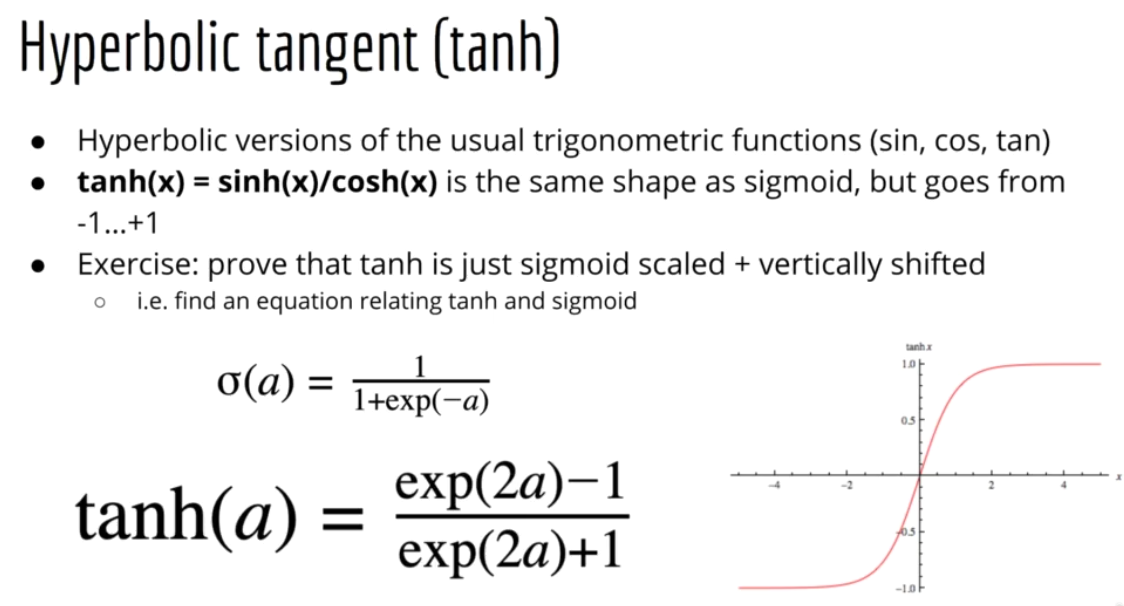 Hyperbolic tangent (tanh)
● Hyperbolic versions of the usual trigonometric functions (sin, cos, tan)
● tanh(x) = sinh(x)/cosh(x) is the same shape as sigmoid, but goes from
-1...+1
● Exercise: prove that tanh is just sigmoid scaled + vertically shifted
○ i.e. find an equation relating tanh and sigmoid
σ(a) = 1 / 1+exp(−a)
tanh(a) = exp(2a)−1 / exp(2a)+1
tanh x
1.0
0.5
−4 −2 2 4 x
-0.5
−1.0